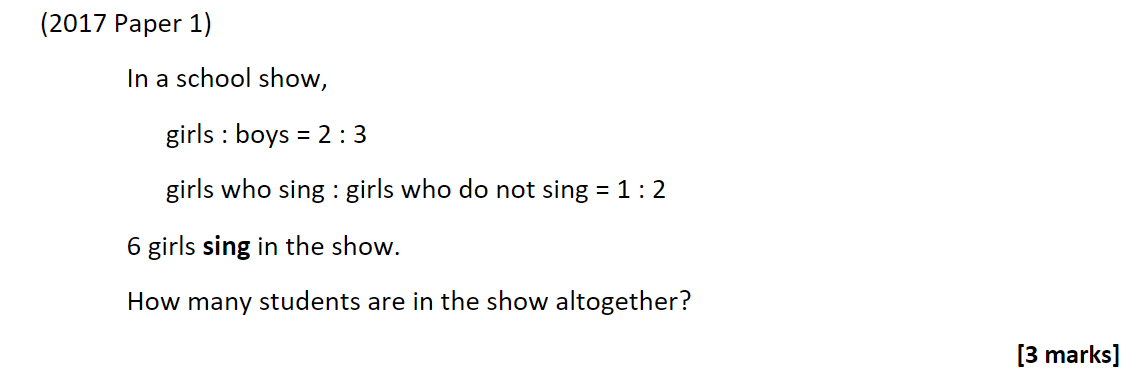 (2017 Paper 1)
In a school show,
girls : boys = 2 : 3
girls who sing : girls who do not sing = 1 : 2
6 girls sing in the show.
How many students are in the show altogether?
[3 marks]